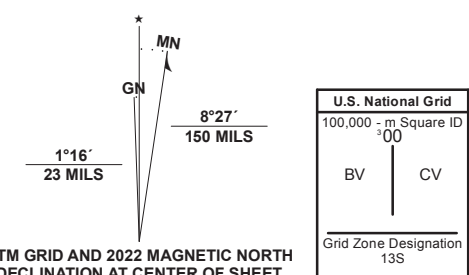 ★
MN
GN
8°27´
150 MILS
1°16´
23 MILS
TM GRID AND 2022 MAGNETIC NORTH
DECLINATION AT CENTER OF SHEET
U.S. National Grid
100,000 - m Square ID
³00
BV CV
Grid Zone Designation
13S